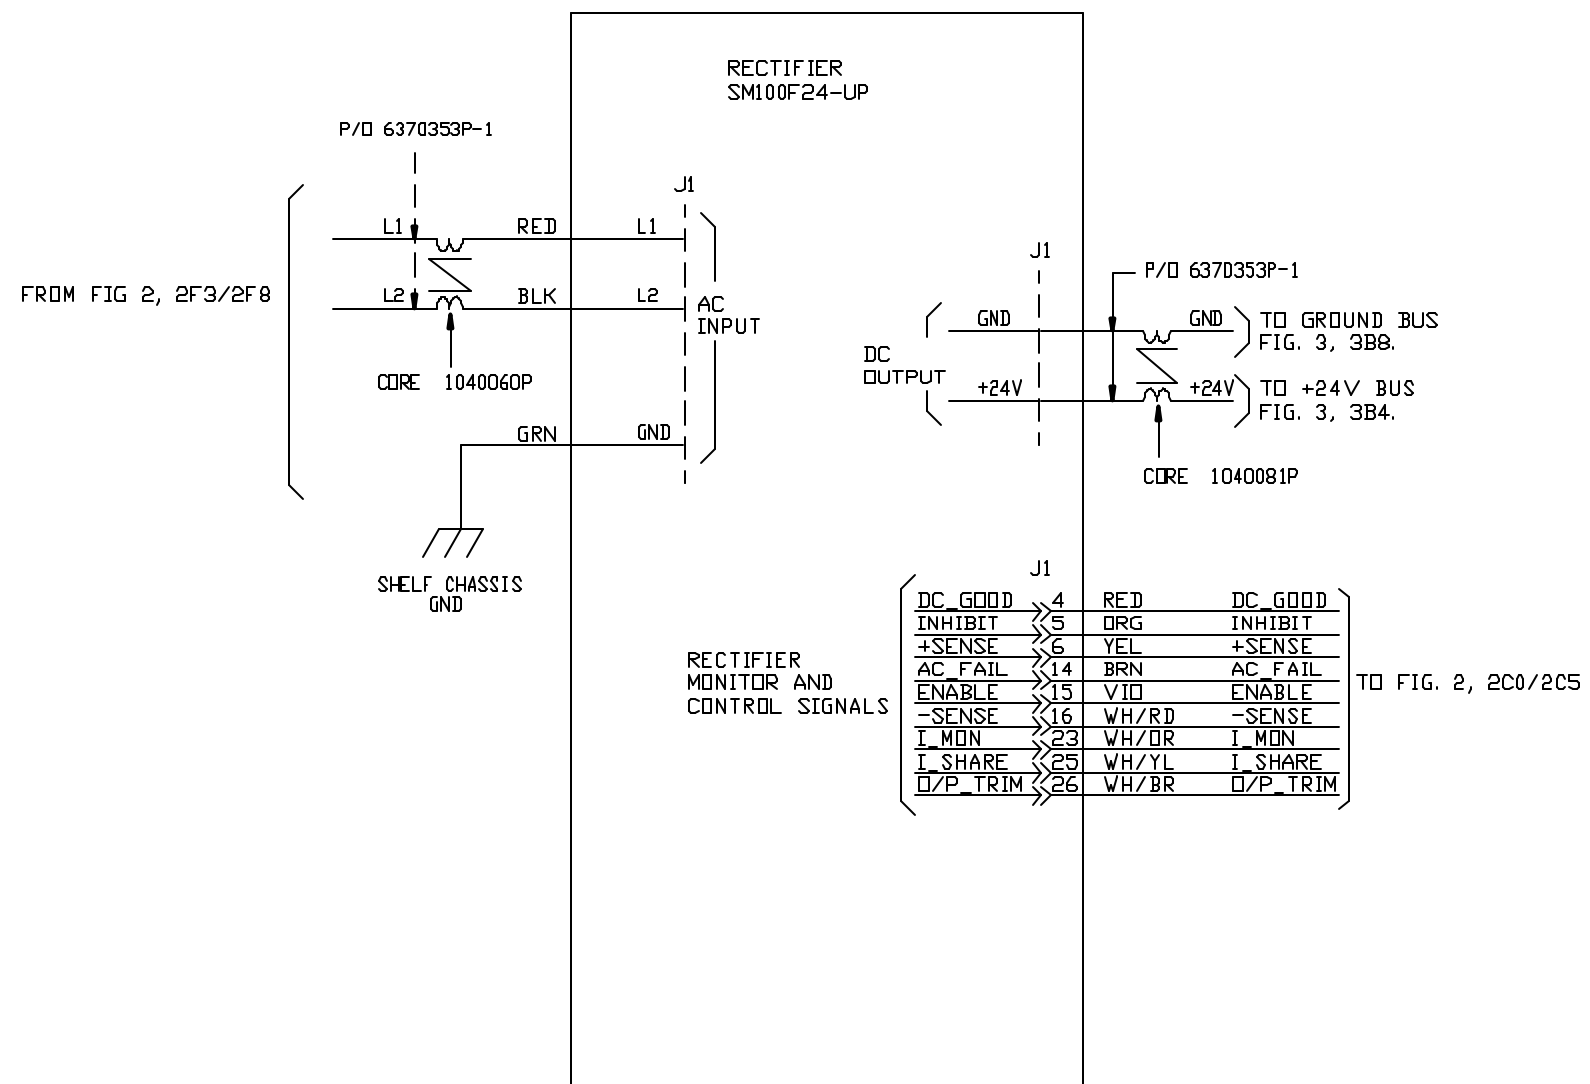 RECTIFIER
SM100F24-UP
P/O 637D353P-1
J1
L1 RED L1
L2 BLK L2
AC
INPUT
FROM FIG 2, 2F3/2F8
CORE 1040060P
GRN GND
SHELF CHASSIS
GND
J1
P/O 637D353P-1
GND GND
TO GROUND BUS
FIG. 3, 3B8.
DC
OUTPUT
+24V +24V
TO +24V BUS
FIG. 3, 3B4.
CORE 1040081P
J1
DC_GOOD 4 RED DC_GOOD
INHIBIT 5 ORG INHIBIT
+SENSE 6 YEL +SENSE
AC_FAIL 14 BRN AC_FAIL
ENABLE 15 VIO ENABLE
-SENSE 16 WH/RD -SENSE
I_MON 23 WH/OR I_MON
I_SHARE 25 WH/YL I_SHARE
O/P_TRIM 26 WH/BR O/P_TRIM
RECTIFIER
MONITOR AND
CONTROL SIGNALS
TO FIG. 2, 2C0/2C5